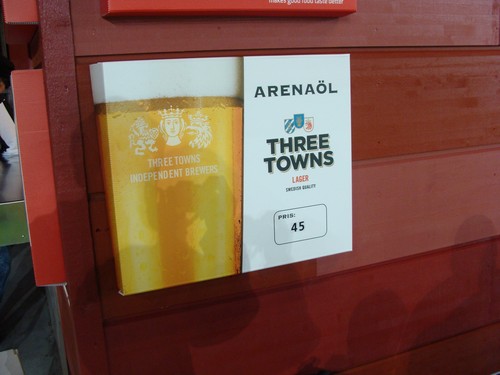 makes good food taste better
THREE TOWNS
INDEPENDENT BREWERS
ARENAÖL
THREE
TOWNS
LAGER
SWEDISH QUALITY
PRIS:
45